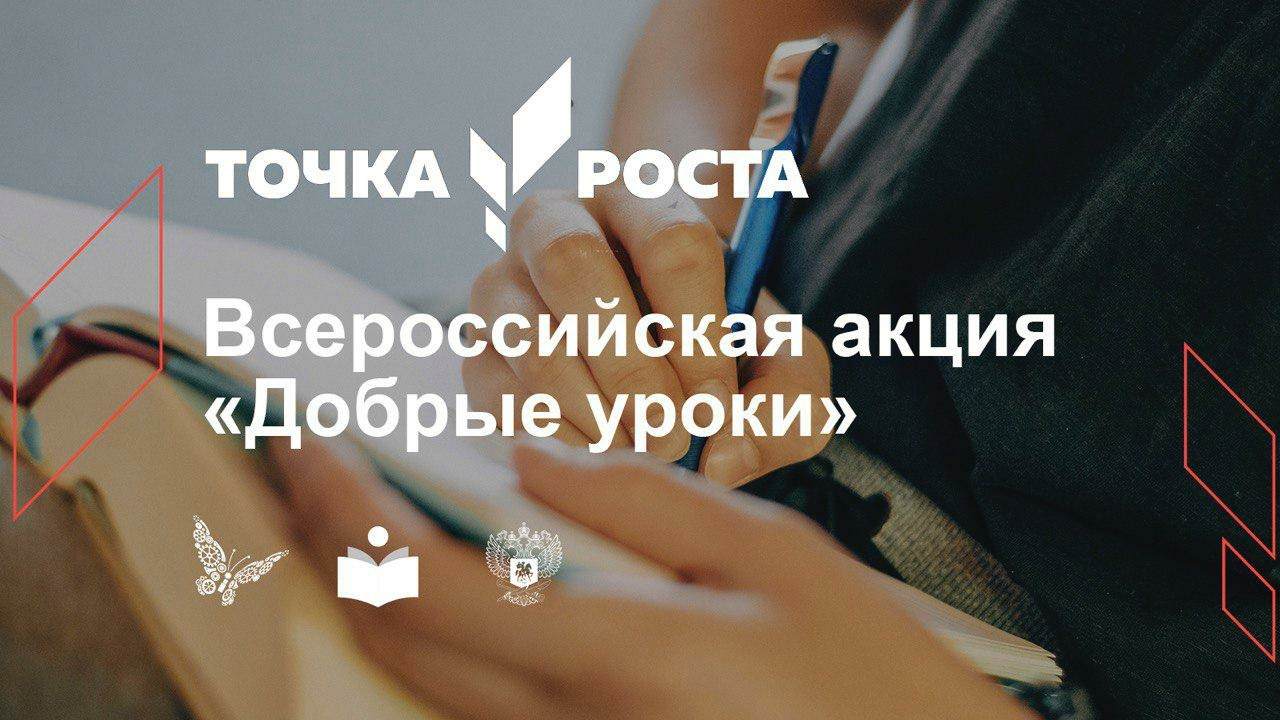 ТОЧКА РОСТА
Всероссийская акция
«Добрые уроки»